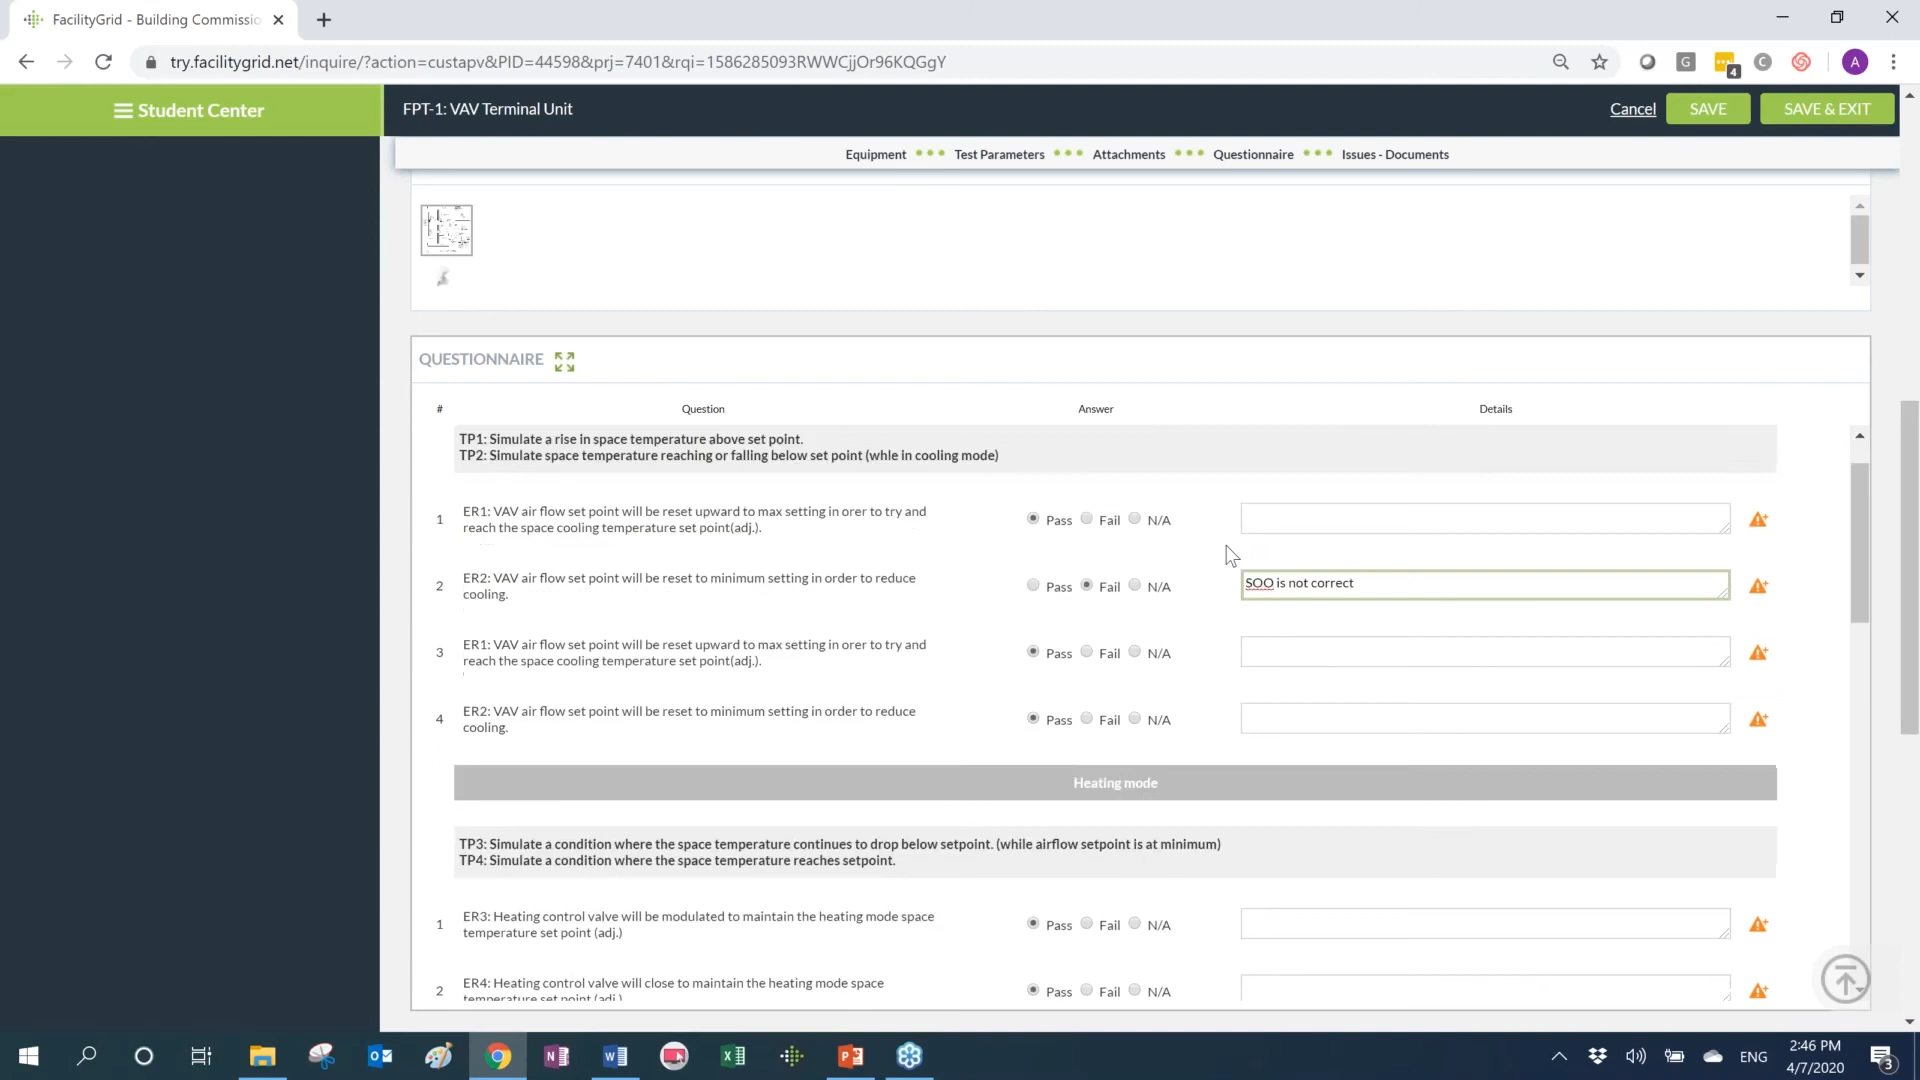 FacilityGrid - Building Commissio
try.facilitygrid.net/inquire/?action=custapv&PID=44598&prj=7401&rqi=1586285093RWWCjjOr96KQGgY
G
4
C
A
Student Center
FPT-1: VAV Terminal Unit
Cancel
SAVE
SAVE & EXIT
Equipment
Test Parameters
Attachments
Questionnaire
Issues - Documents
QUESTIONNAIRE
# Question Answer Details
TP1: Simulate a rise in space temperature above set point.
TP2: Simulate space temperature reaching or falling below set point (whle in cooling mode)
1 ER1: VAV air flow set point will be reset upward to max setting in orer to try and
reach the space cooling temperature set point(adj.).
Pass Fail N/A
2 ER2: VAV air flow set point will be reset to minimum setting in order to reduce
cooling.
Pass Fail N/A
SOO is not correct
3 ER1: VAV air flow set point will be reset upward to max setting in orer to try and
reach the space cooling temperature set point(adj.).
Pass Fail N/A
4 ER2: VAV air flow set point will be reset to minimum setting in order to reduce
cooling.
Pass Fail N/A
Heating mode
TP3: Simulate a condition where the space temperature continues to drop below setpoint. (while airflow setpoint is at minimum)
TP4: Simulate a condition where the space temperature reaches setpoint.
1 ER3: Heating control valve will be modulated to maintain the heating mode space
temperature set point (adj.)
Pass Fail N/A
2 ER4: Heating control valve will close to maintain the heating mode space
temperature set point (adj.)
Pass Fail N/A
ENG
2:46 PM
4/7/2020
3